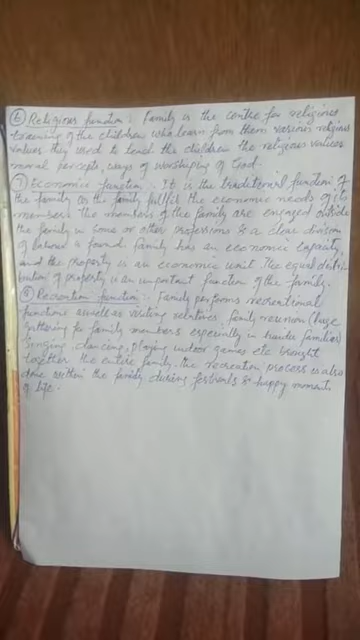 ⑥ Religious function :- Family is the centre for religious
training of the children who learn from them various religious
virtues they used to teach the children the religious virtues
moral percepts, ways of worshiping of God.
⑦ Economic function :- It is the traditional function of
the family as the family fulfil the economic needs of its
members. the members of the family are engaged outside
the family in some or other professions & a clear division
of labour is found. family has an economic capacity,
and the property is an economic unit. The equal distri-
bution of property is an important function of the family.
⑧ Recreation function :- Family performs recreational
functions as well as visiting relatives, family reunion (large
gathering for family members especially in families)
Singing, dancing, playing indoor games etc brought
together the entire family. the recreation process is also
done within the family during festivals & happy moments
of life.